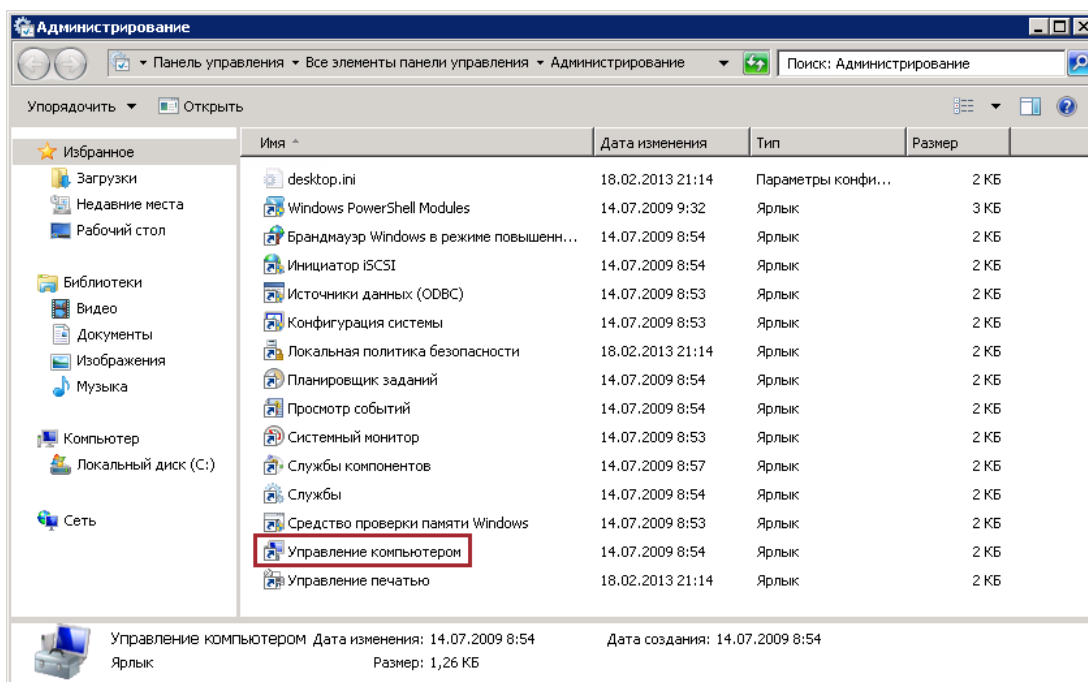 Администрирование
Панель управления Все элементы панели управления Администрирование Поиск: Администрирование
Упорядочить Открыть
Избранное
Загрузки
Недавние места
Рабочий стол
Библиотеки
Видео
Документы
Изображения
Музыка
Компьютер
Локальный диск (C:)
Сеть
Имя Дата изменения Тип Размер
desktop.ini 18.02.2013 21:14 Параметры конфи... 2 КБ
Windows PowerShell Modules 14.07.2009 9:32 Ярлык 3 КБ
Брандмауэр Windows в режиме повышенн... 14.07.2009 8:54 Ярлык 2 КБ
Инициатор iSCSI 14.07.2009 8:54 Ярлык 2 КБ
Источники данных (ODBC) 14.07.2009 8:53 Ярлык 2 КБ
Конфигурация системы 14.07.2009 8:53 Ярлык 2 КБ
Локальная политика безопасности 18.02.2013 21:14 Ярлык 2 КБ
Планировщик заданий 14.07.2009 8:54 Ярлык 2 КБ
Просмотр событий 14.07.2009 8:54 Ярлык 2 КБ
Системный монитор 14.07.2009 8:53 Ярлык 2 КБ
Службы компонентов 14.07.2009 8:57 Ярлык 2 КБ
Службы 14.07.2009 8:54 Ярлык 2 КБ
Средство проверки памяти Windows 14.07.2009 8:53 Ярлык 2 КБ
Управление компьютером 14.07.2009 8:54 Ярлык 2 КБ
Управление печатью 18.02.2013 21:14 Ярлык 2 КБ
Управление компьютером Дата изменения: 14.07.2009 8:54 Дата создания: 14.07.2009 8:54
Ярлык Размер: 1,26 КБ